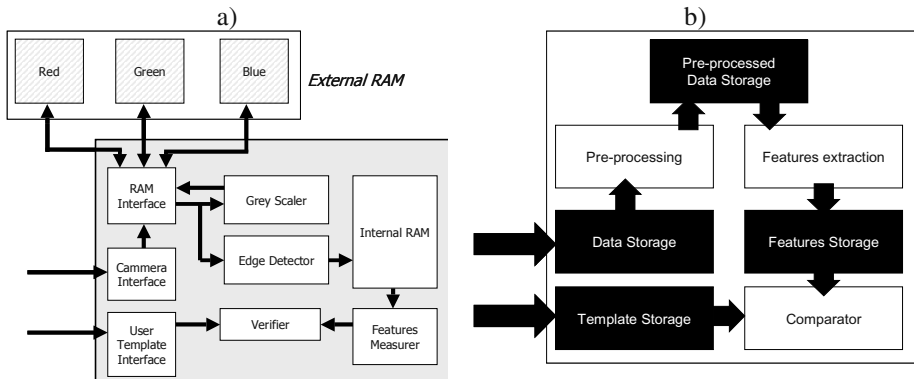 a)
Red
Green
Blue
External RAM
RAM
Interface
Grey Scaler
Internal RAM
Cammera
Interface
Edge Detector
User
Template
Interface
Verifier
Features
Measurer
b)
Pre-processed
Data Storage
Pre-processing
Features extraction
Data Storage
Features Storage
Template Storage
Comparator